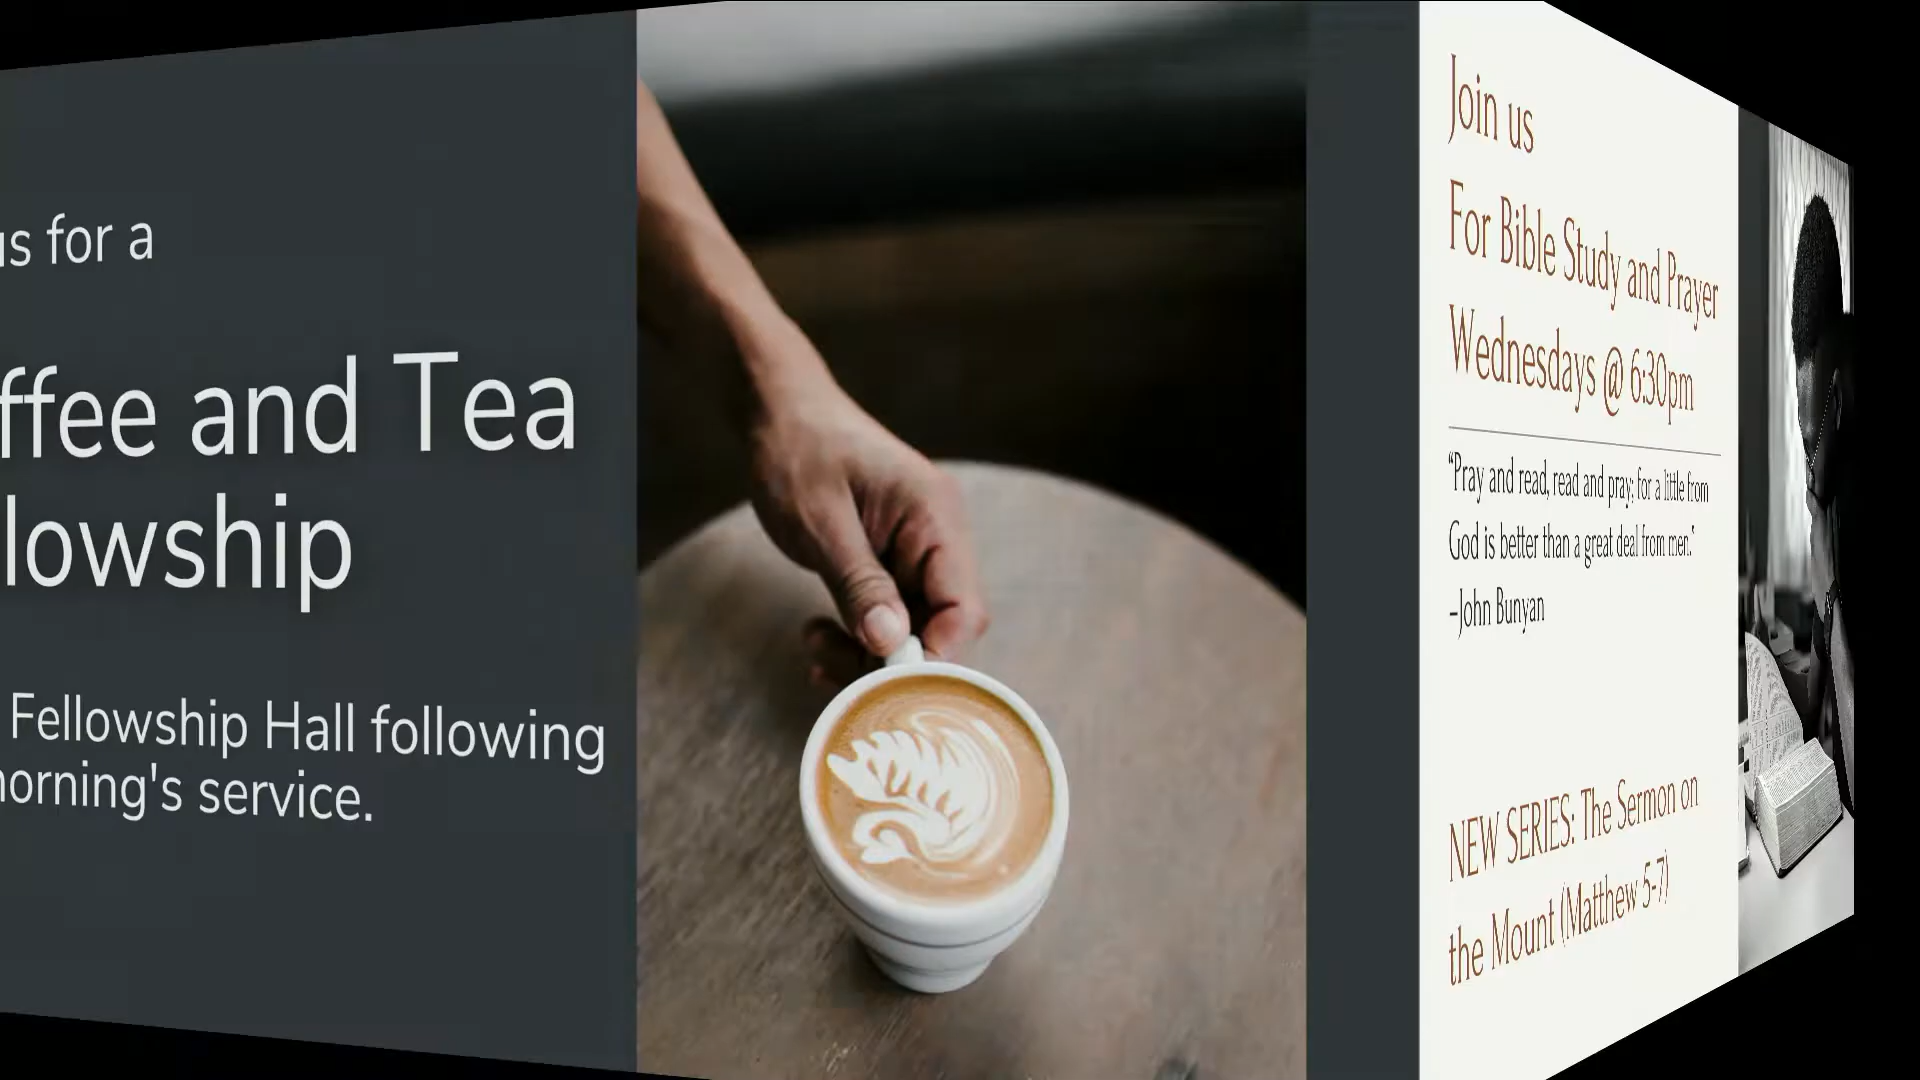 us for a
ffee and Tea
lowship
Fellowship Hall following
morning's service.
Join us
For Bible Study and Prayer
Wednesdays @ 6:30pm
“Pray and read, read and pray; for a little from
God is better than a great deal from men.”
–John Bunyan
NEW SERIES: The Sermon on
the Mount (Matthew 5-7)